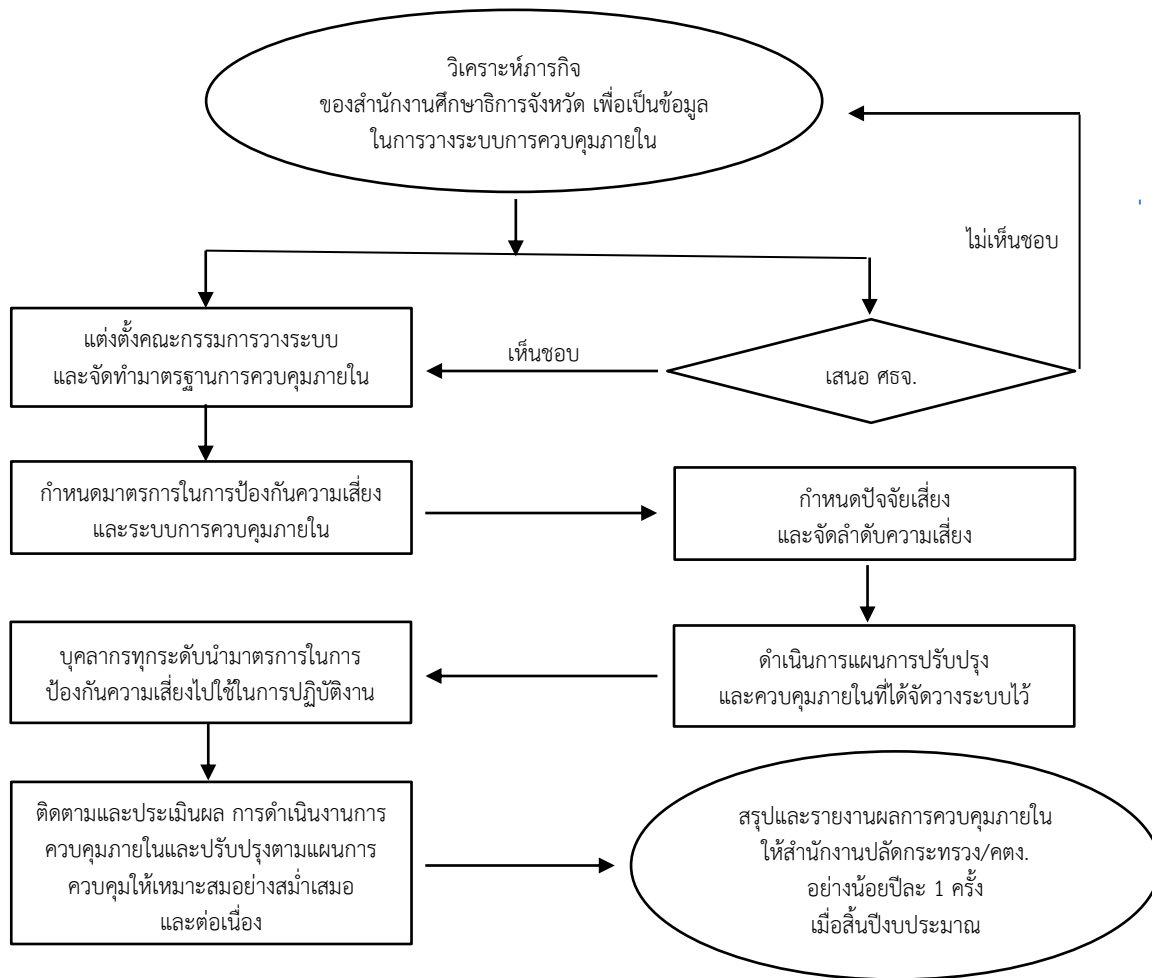 วิเคราะห์ภารกิจ
ของสำนักงานศึกษาธิการจังหวัด เพื่อเป็นข้อมูล
ในการวางระบบการควบคุมภายใน
ไม่เห็นชอบ
แต่งตั้งคณะกรรมการวางระบบ
และจัดทำมาตรฐานการควบคุมภายใน
เห็นชอบ
เสนอ ศธจ.
กำหนดมาตรการในการป้องกันความเสี่ยง
และระบบการควบคุมภายใน
กำหนดปัจจัยเสี่ยง
และจัดลำดับความเสี่ยง
บุคลากรทุกระดับนำมาตรการในการ
ป้องกันความเสี่ยงไปใช้ในการปฏิบัติงาน
ดำเนินการแผนการปรับปรุง
และควบคุมภายในที่ได้จัดวางระบบไว้
ติดตามและประเมินผล การดำเนินงานการ
ควบคุมภายในและปรับปรุงตามแผนการ
ควบคุมให้เหมาะสมอย่างสม่ำเสมอ
และต่อเนื่อง
สรุปและรายงานผลการควบคุมภายใน
ให้สำนักงานปลัดกระทรวง/คตง.
อย่างน้อยปีละ 1 ครั้ง
เมื่อสิ้นปีงบประมาณ